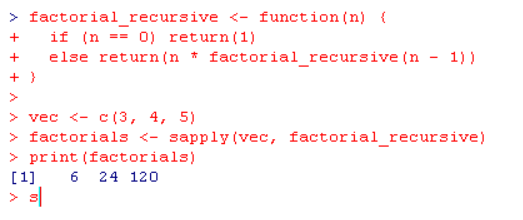 > factorial_recursive <- function(n) {
+   if (n == 0) return(1)
+   else return(n * factorial_recursive(n - 1))
+ }
>
> vec <- c(3, 4, 5)
> factorials <- sapply(vec, factorial_recursive)
> print(factorials)
[1]   6  24 120
> s